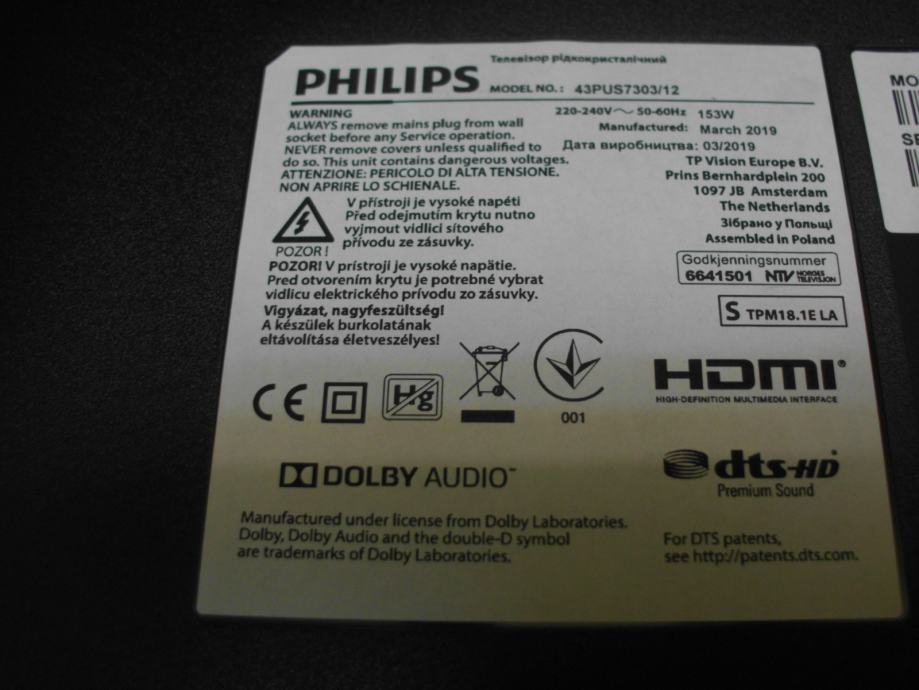 Телевізор рідкокристалічний
PHILIPS MODEL NO.: 43PUS7303/12
WARNING
ALWAYS remove mains plug from wall
socket before any Service operation.
NEVER remove covers unless qualified to
do so. This unit contains dangerous voltages.
ATTENZIONE: PERICOLO DI ALTA TENSIONE.
NON APRIRE LO SCHIENALE.
220-240V～ 50-60Hz 153W
Manufactured: March 2019
Дата виробництва: 03/2019
TP Vision Europe B.V.
Prins Bernhardplein 200
1097 JB Amsterdam
The Netherlands
Зібрано у Польщі
Assembled in Poland
V přístroji je vysoké napětí
Před odejmutím krytu nutno
vyjmout vidlici síťového
přívodu ze zásuvky.
POZOR!
POZOR! V prístroji je vysoké napätie.
Pred otvorením krytu je potrebné vybrat
vidlicu elektrického prívodu zo zásuvky.
Vigyázat, nagyfeszültség!
A készülek burkolatának
eltávolítása életveszélyes!
Godkjenningsnummer
6641501 NTV NORGES
TELEVISJON
S TPM18.1E LA
CE
Hg
001
HDMI®
HIGH-DEFINITION MULTIMEDIA INTERFACE
DOLBY AUDIO™
dts-HD®
Premium Sound
Manufactured under license from Dolby Laboratories.
Dolby, Dolby Audio and the double-D symbol
are trademarks of Dolby Laboratories.
For DTS patents,
see http://patents.dts.com.
MO
SE